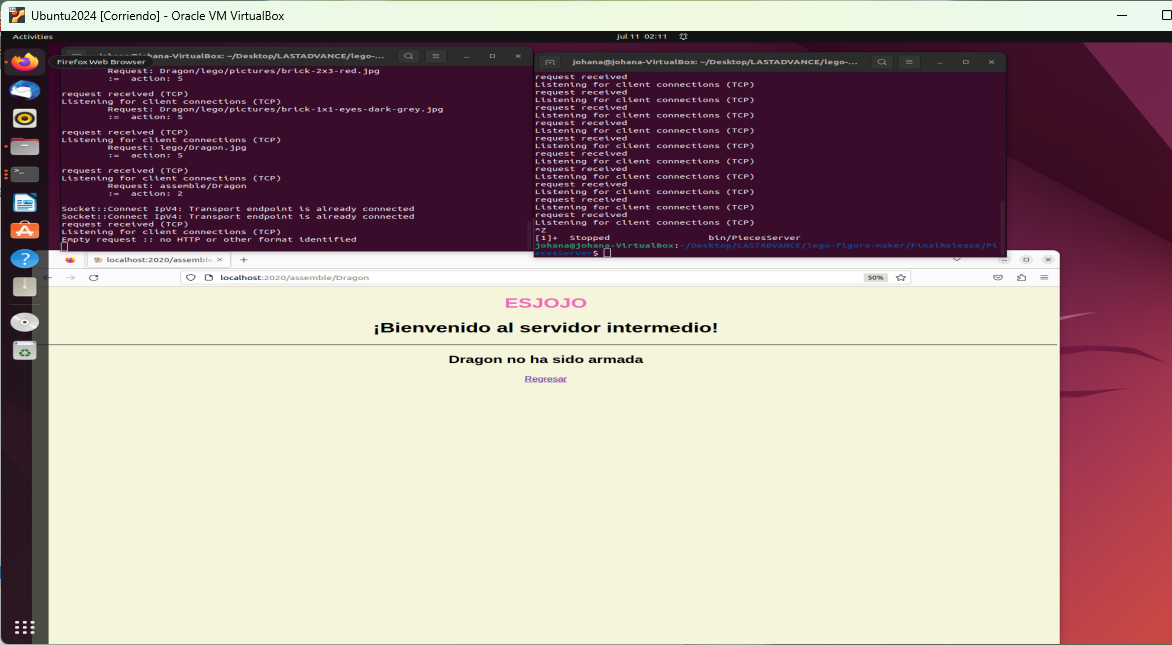 Ubuntu2024 [Corriendo] - Oracle VM VirtualBox
Activities
Jul 11 02:11
Firefox Web Browser
johana@johana-VirtualBox: ~/Desktop/LASTADVANCE/lego-...
Request: Dragon/lego/pictures/brick-2x3-red.jpg
:= action: 5
request received (TCP)
Listening for client connections (TCP)
Request: Dragon/lego/pictures/brick-1x1-eyes-dark-grey.jpg
:= action: 5
request received (TCP)
Listening for client connections (TCP)
Request: lego/Dragon.jpg
:= action: 5
request received (TCP)
Listening for client connections (TCP)
Request: assemble/Dragon
:= action: 2
Socket::Connect IPv4: Transport endpoint is already connected
Socket::Connect IPv4: Transport endpoint is already connected
request received (TCP)
Listening for client connections (TCP)
Empty request :: no HTTP or other format identified
johana@johana-VirtualBox: ~/Desktop/LASTADVANCE/lego-...
request received
Listening for client connections (TCP)
request received
Listening for client connections (TCP)
request received
Listening for client connections (TCP)
request received
Listening for client connections (TCP)
request received
Listening for client connections (TCP)
request received
Listening for client connections (TCP)
request received
Listening for client connections (TCP)
request received
Listening for client connections (TCP)
request received
Listening for client connections (TCP)
request received
Listening for client connections (TCP)
^Z
[1]+ Stopped bin/PiecesServer
johana@johana-VirtualBox:~/Desktop/LASTADVANCE/lego-figure-maker/FinalRelease/Pi
ecesServer$
localhost:2020/assemble
localhost:2020/assemble/Dragon
50%
ESJOJO
¡Bienvenido al servidor intermedio!
Dragon no ha sido armada
Regresar